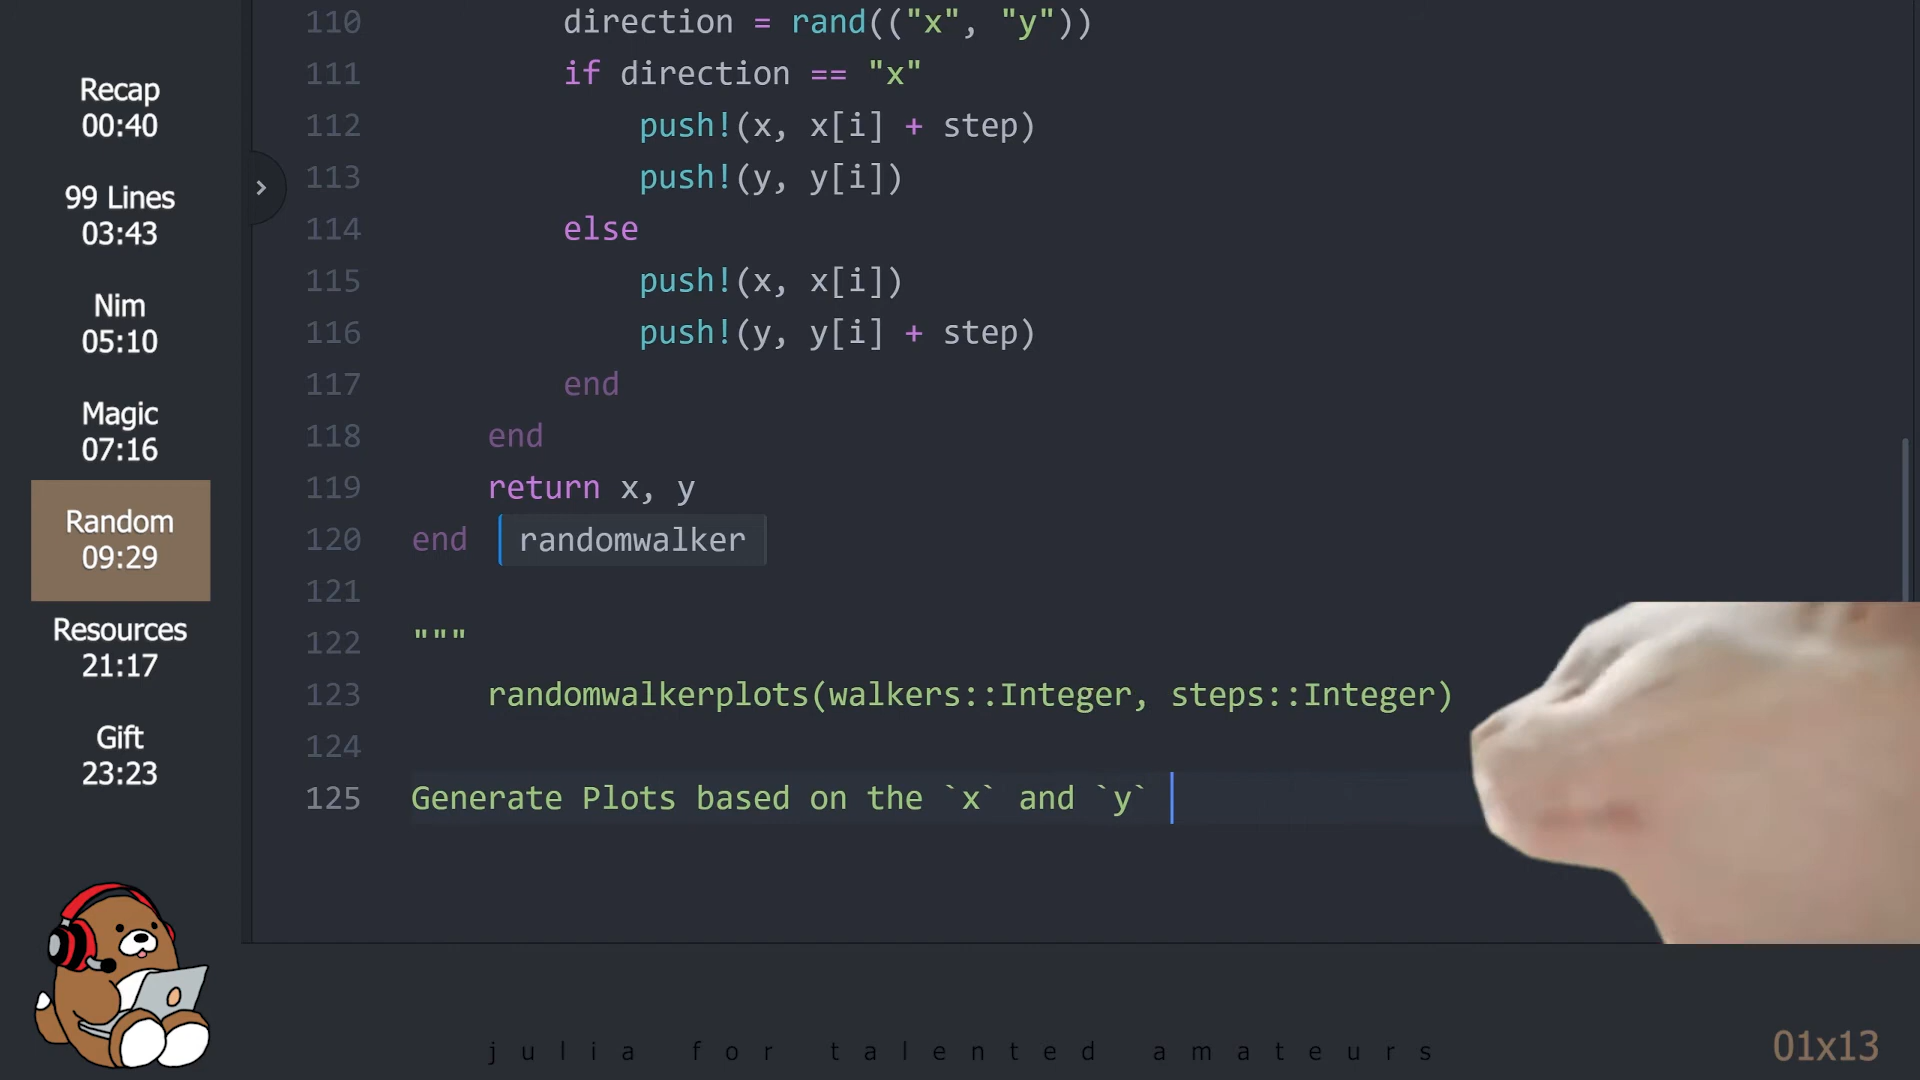 Recap
00:40
99 Lines
03:43
Nim
05:10
Magic
07:16
Random
09:29
Resources
21:17
Gift
23:23
110 direction = rand(("x", "y"))
111 if direction == "x"
112 push!(x, x[i] + step)
113 push!(y, y[i])
114 else
115 push!(x, x[i])
116 push!(y, y[i] + step)
117 end
118 end
119 return x, y
120 end randomwalker
121
122 """
123 randomwalkerplots(walkers::Integer, steps::Integer)
124
125 Generate Plots based on the `x` and `y`
julia for talented amateurs
01x13